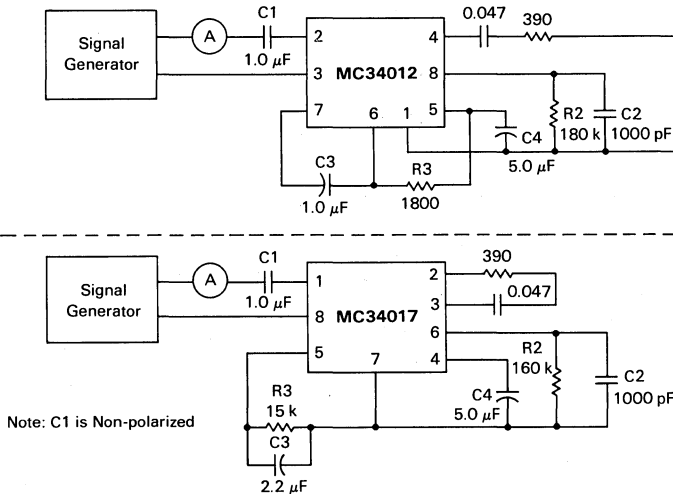 C1
0.047
390
Signal
Generator
A
1.0 µF
2
3
7
MC34012
6
1
4
8
5
R2
180 k
C2
1000 pF
C4
5.0 µF
C3
1.0 µF
R3
1800
C1
390
Signal
Generator
A
1.0 µF
1
8
5
MC34017
7
2
3
6
4
0.047
R2
160 k
C2
1000 pF
C4
5.0 µF
R3
15 k
C3
2.2 µF
Note: C1 is Non-polarized